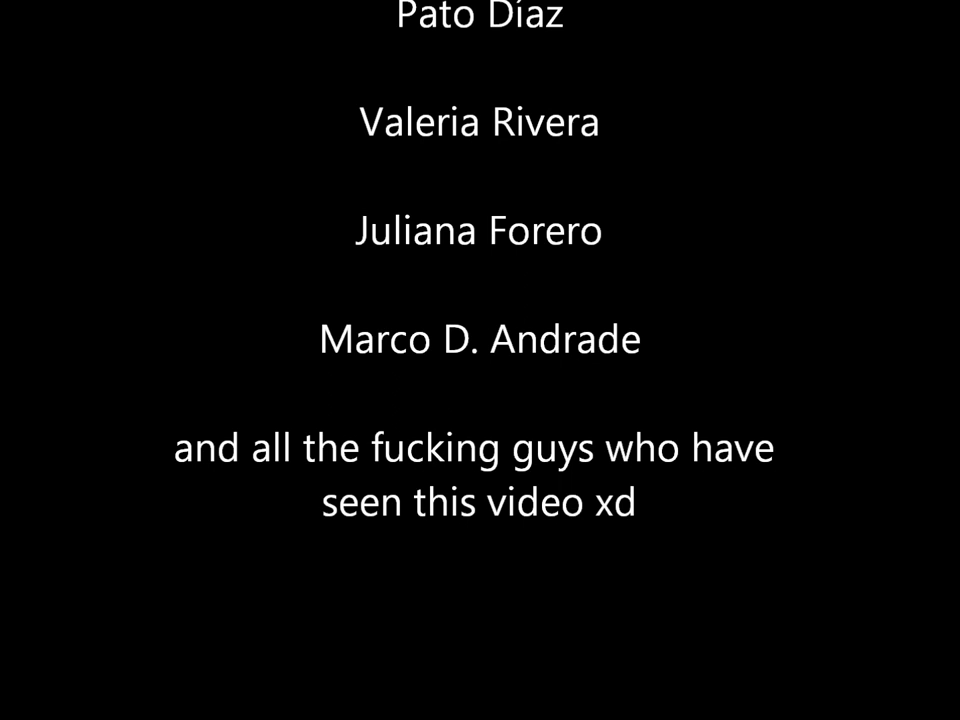 Pato Díaz
Valeria Rivera
Juliana Forero
Marco D. Andrade
and all the fucking guys who have
seen this video xd